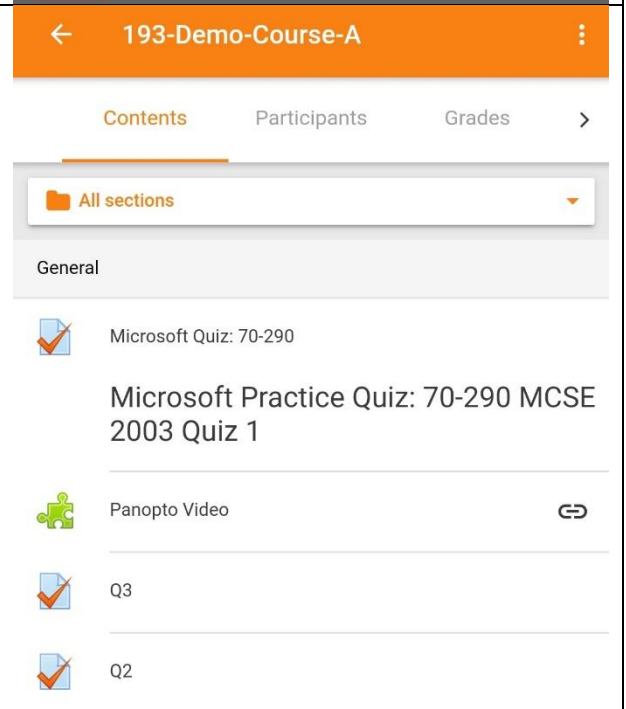 193-Demo-Course-A
Contents Participants Grades
All sections
General
Microsoft Quiz: 70-290
Microsoft Practice Quiz: 70-290 MCSE
2003 Quiz 1
Panopto Video
Q3
Q2